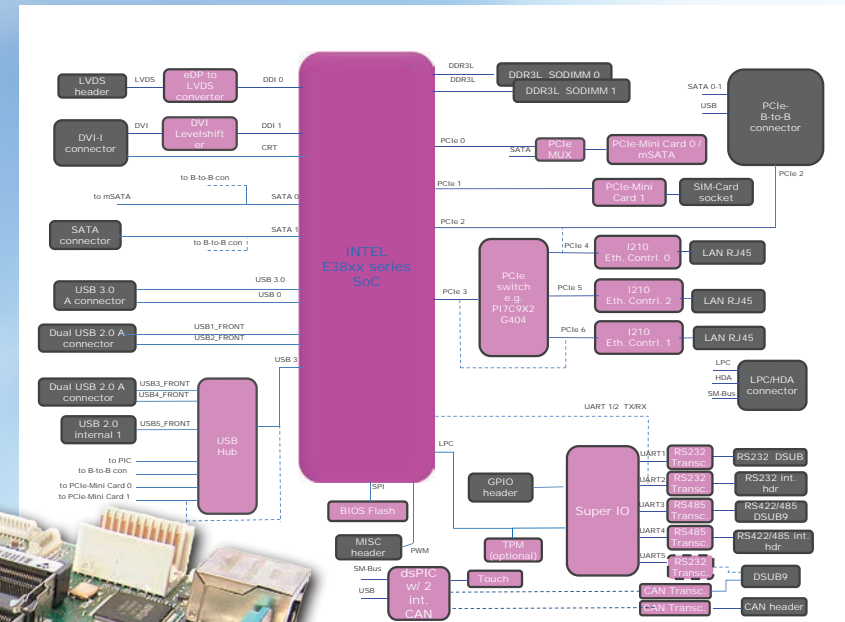 LVDS
header
LVDS
eDP to
LVDS
converter
DDI 0
DVI-I
connector
DVI
DVI
Levelshift
er
DDI 1
CRT
to B-to-B con
to mSATA
SATA 0
SATA
connector
SATA 1
to B-to-B con
USB 3.0
A connector
USB 3.0
USB 0
Dual USB 2.0 A
connector
USB1_FRONT
USB2_FRONT
USB 3
Dual USB 2.0 A
connector
USB3_FRONT
USB4_FRONT
USB 2.0
internal 1
USB5_FRONT
USB
Hub
to PIC
to B-to-B con
to PCIe-Mini Card 0
to PCIe-Mini Card 1
INTEL
E38xx series
SoC
DDR3L
DDR3L
DDR3L SODIMM 0
DDR3L SODIMM 1
SATA 0-1
USB
PCIe-
B-to-B
connector
PCIe 0
SATA
PCIe
MUX
PCIe-Mini Card 0 /
mSATA
PCIe 2
PCIe 1
PCIe-Mini
Card 1
SIM-Card
socket
PCIe 2
PCIe 3
PCIe
switch
e.g.
PI7C9X2
G404
PCIe 4
I210
Eth. Contrl. 0
LAN RJ45
PCIe 5
I210
Eth. Contrl. 2
LAN RJ45
PCIe 6
I210
Eth. Contrl. 1
LAN RJ45
LPC
HDA
SM-Bus
LPC/HDA
connector
UART 1/2 TX/RX
LPC
GPIO
header
Super IO
UART1
RS232
Transc.
RS232 DSUB
UART2
RS232
Transc.
RS232 int.
hdr
UART3
RS485
Transc.
RS422/485
DSUB9
UART4
RS485
Transc.
RS422/485 int.
hdr
UART5
RS232
Transc.
DSUB9
SPI
BIOS Flash
MISC
header
PWM
TPM
(optional)
SM-Bus
USB
dsPIC
w/ 2
int.
CAN
Touch
CAN Transc.
CAN Transc.
CAN header